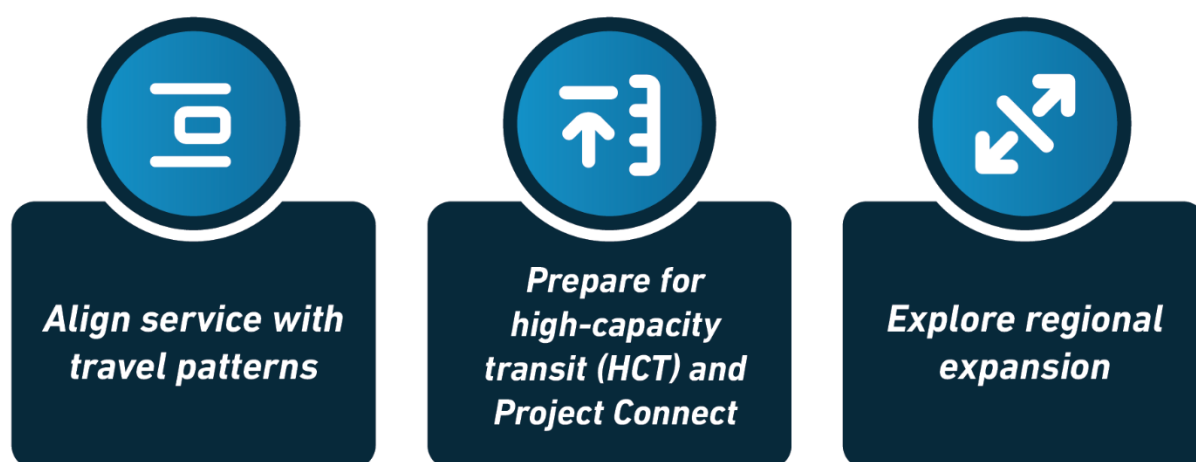 Align service with
travel patterns
Prepare for
high-capacity
transit (HCT) and
Project Connect
Explore regional
expansion